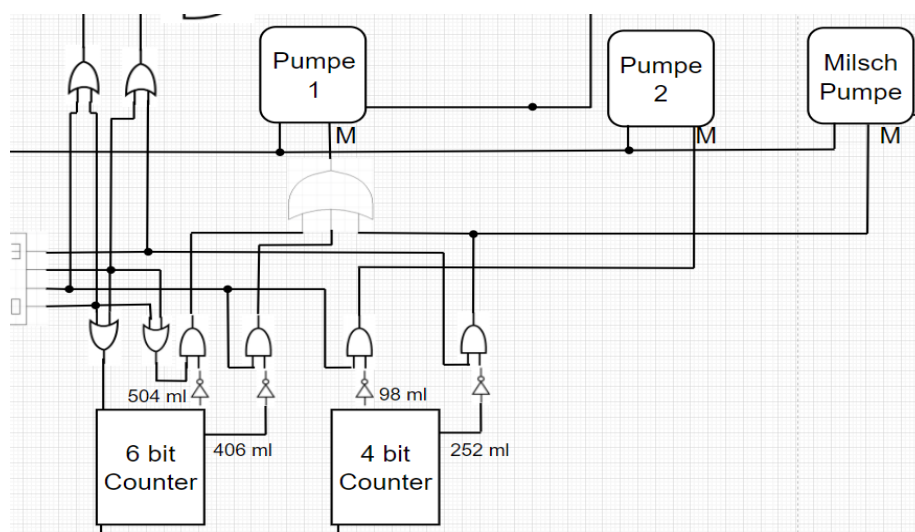 Pumpe
1
M
Pumpe
2
M
Milsch
Pumpe
M
504 ml
406 ml
98 ml
252 ml
6 bit
Counter
4 bit
Counter